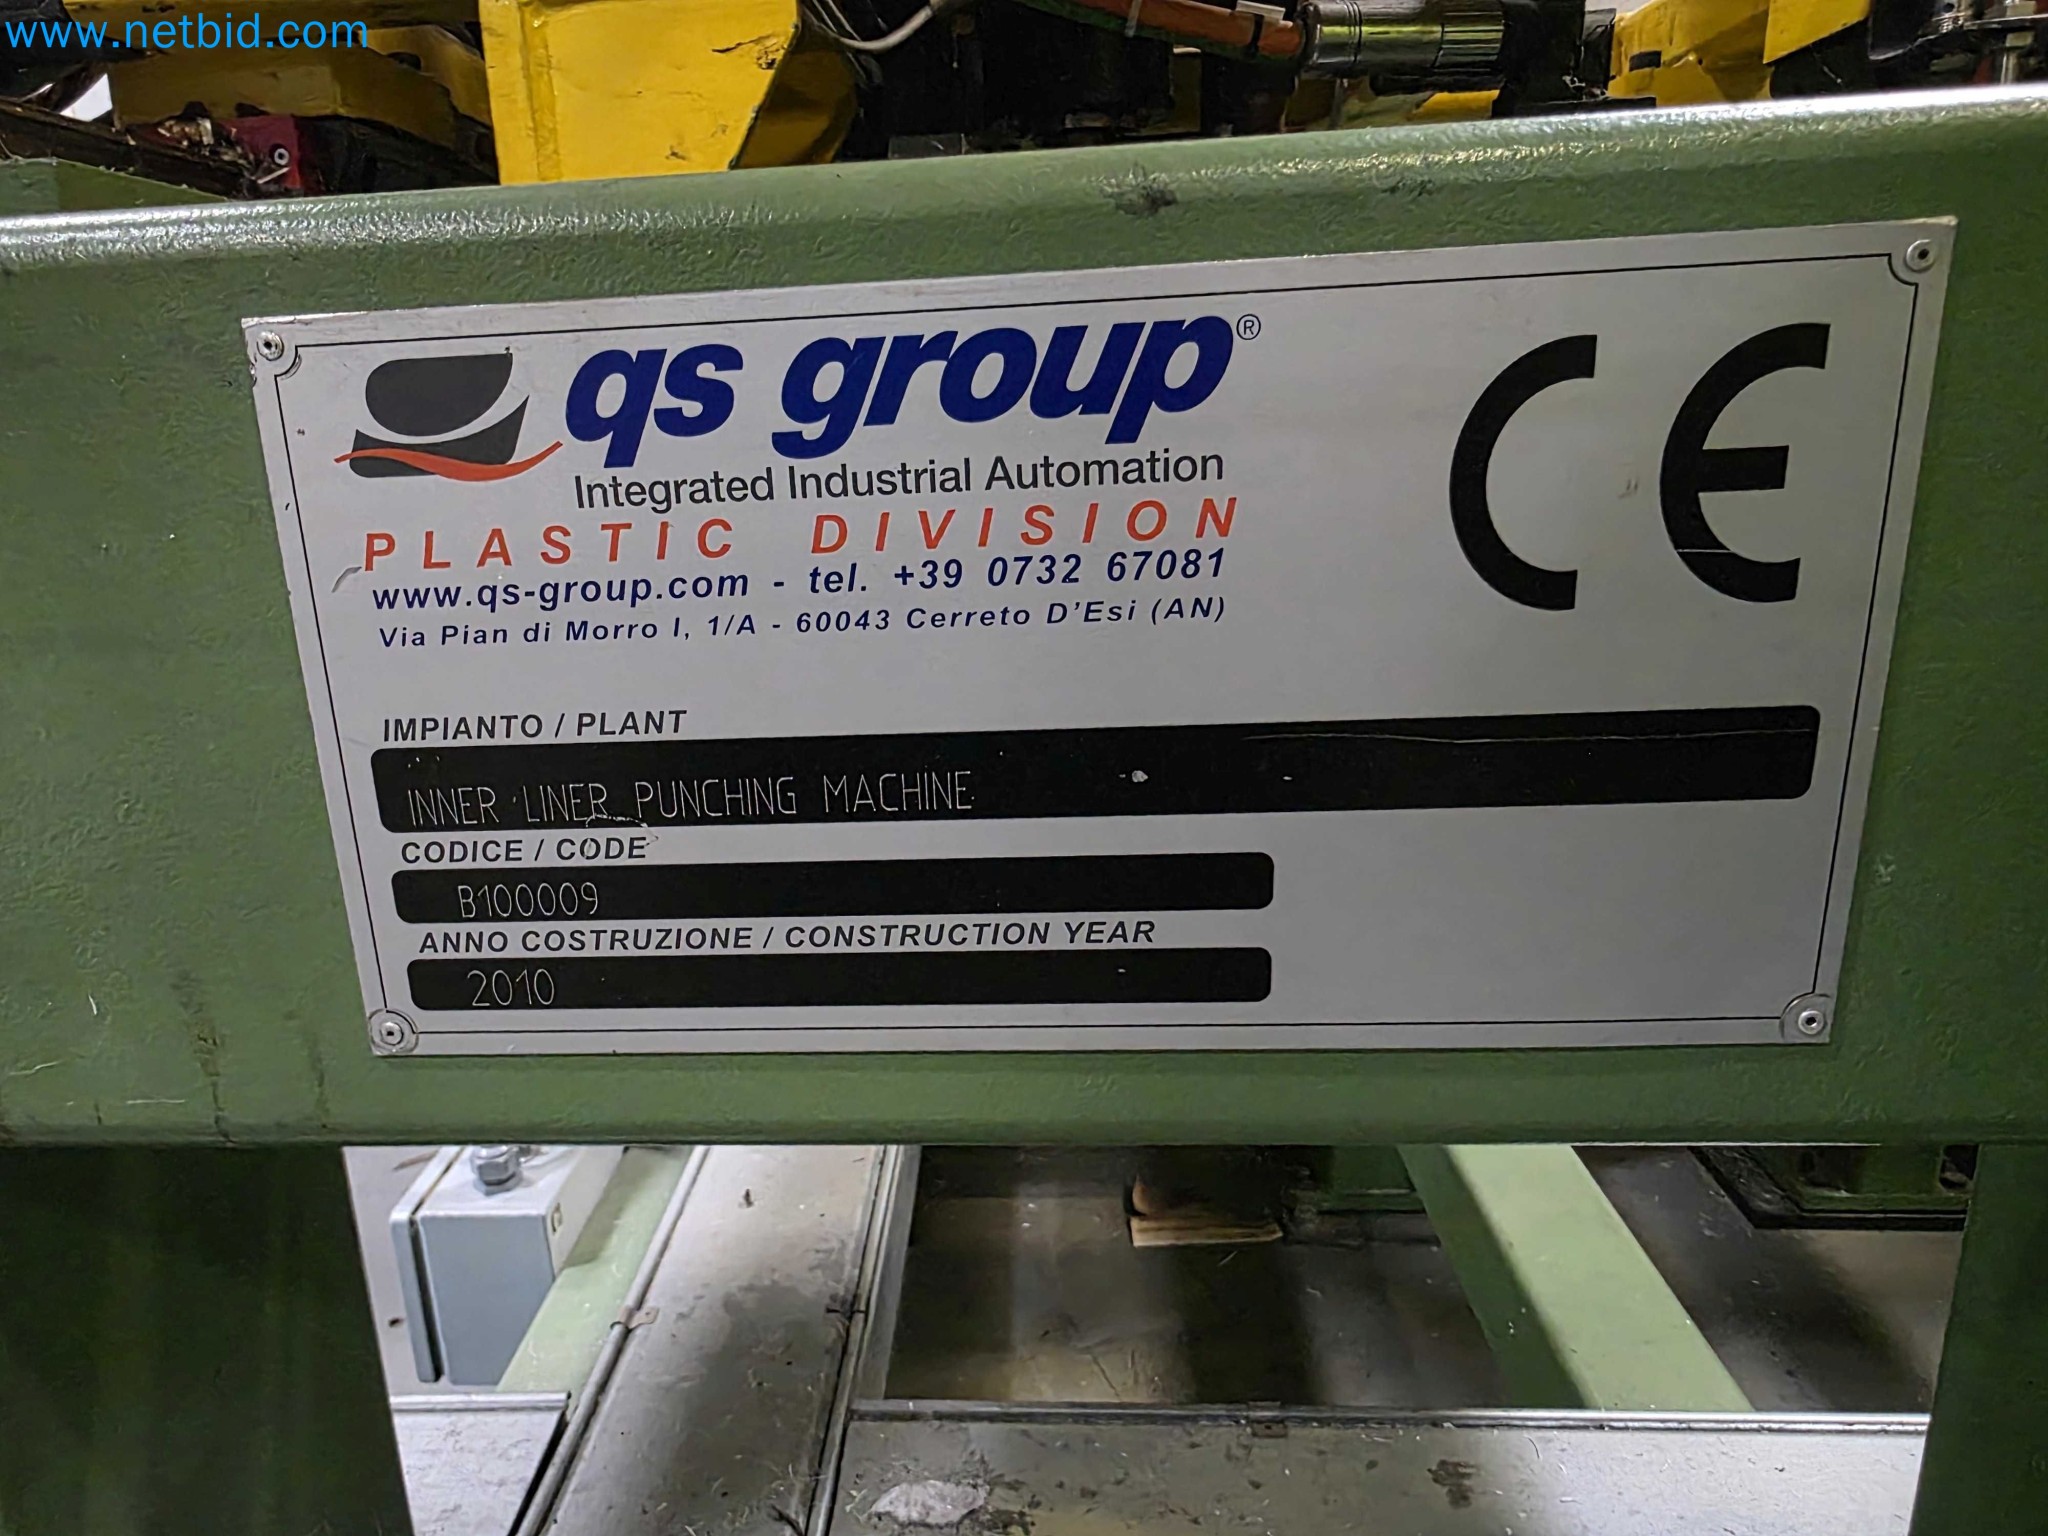 www.netbid.com
qs group®
Integrated Industrial Automation
PLASTIC DIVISION
www.qs-group.com - tel. +39 0732 67081
Via Pian di Morro I, 1/A - 60043 Cerreto D'Esi (AN)
CE
IMPIANTO / PLANT
INNER LINER PUNCHING MACHINE
CODICE / CODE
B100009
ANNO COSTRUZIONE / CONSTRUCTION YEAR
2010